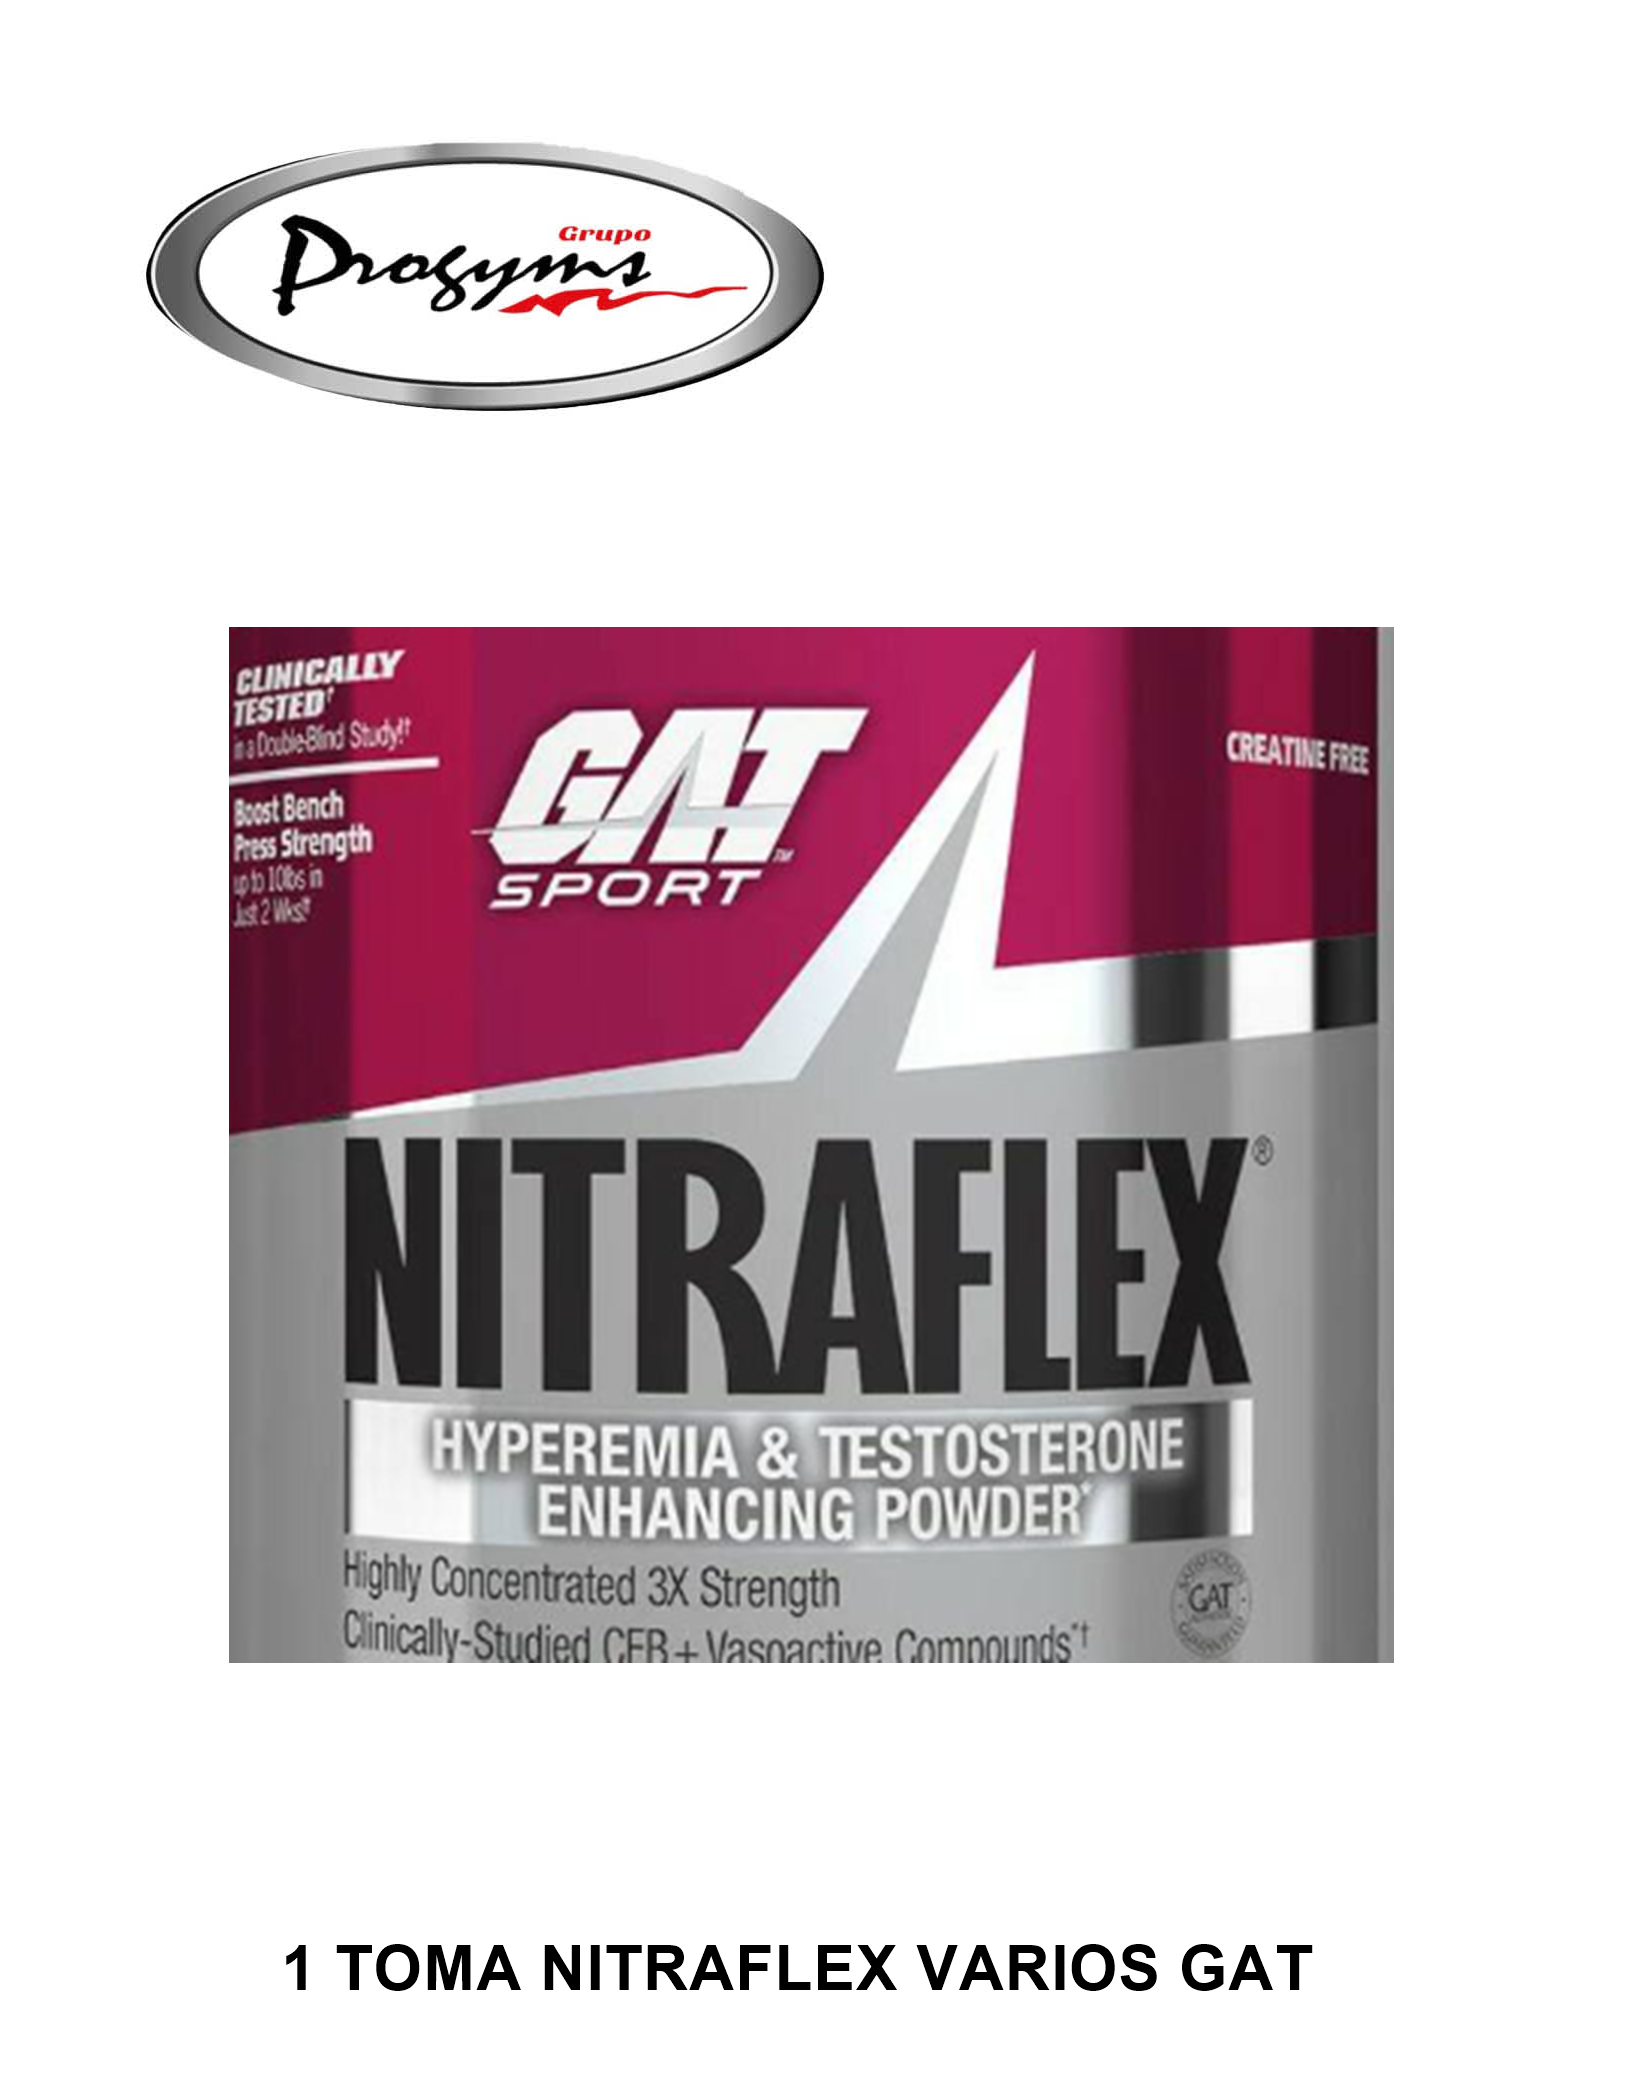 Grupo
Progyms
CLINICALLY
TESTED†
in a Double-Blind Study!†
Boost Bench
Press Strength
up to 10lbs in
Just 2 Wks!†
GAT™
SPORT
CREATINE FREE
NITRAFLEX®
HYPEREMIA & TESTOSTERONE
ENHANCING POWDER*
Highly Concentrated 3X Strength
GAT
Clinically-Studied CFB + Vasoactive Compounds*†
1 TOMA NITRAFLEX VARIOS GAT